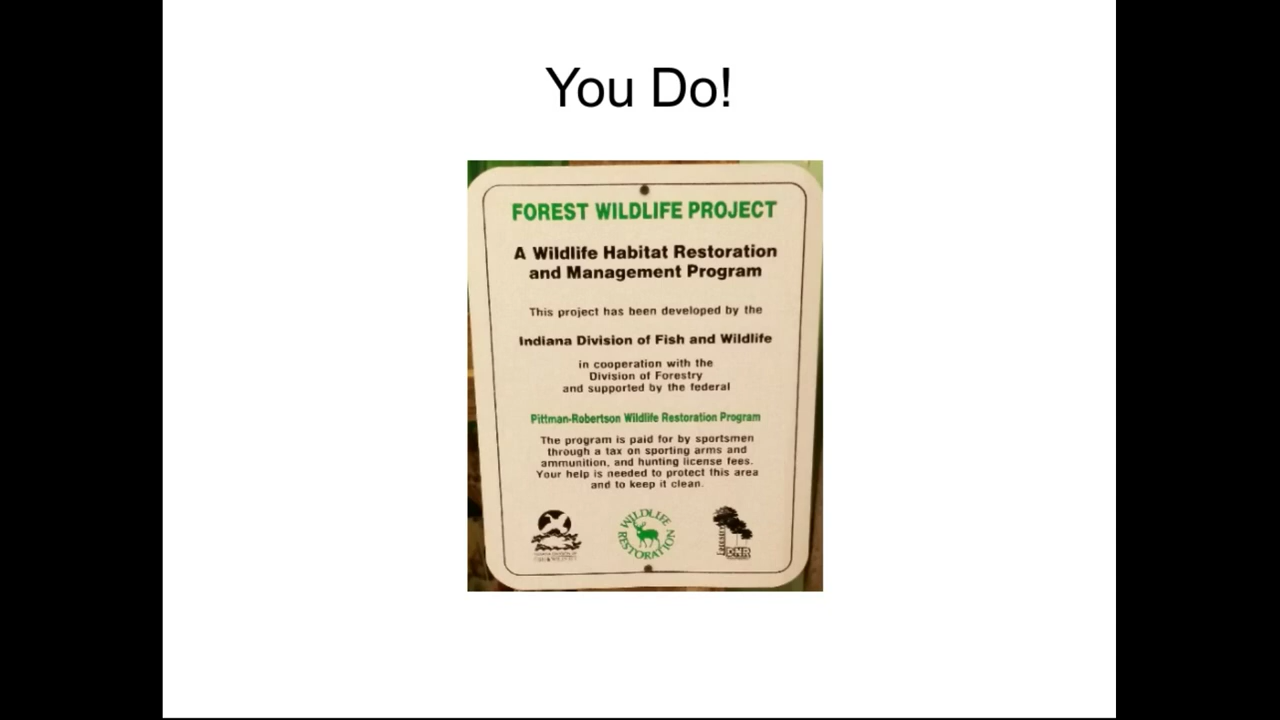 You Do!
FOREST WILDLIFE PROJECT
A Wildlife Habitat Restoration
and Management Program
This project has been developed by the
Indiana Division of Fish and Wildlife
in cooperation with the
Division of Forestry
and supported by the federal
Pittman-Robertson Wildlife Restoration Program
The program is paid for by sportsmen
through a tax on sporting arms and
ammunition, and hunting license fees.
Your help is needed to protect this area
and to keep it clean.
WILDLIFE
RESTORATION
DNR